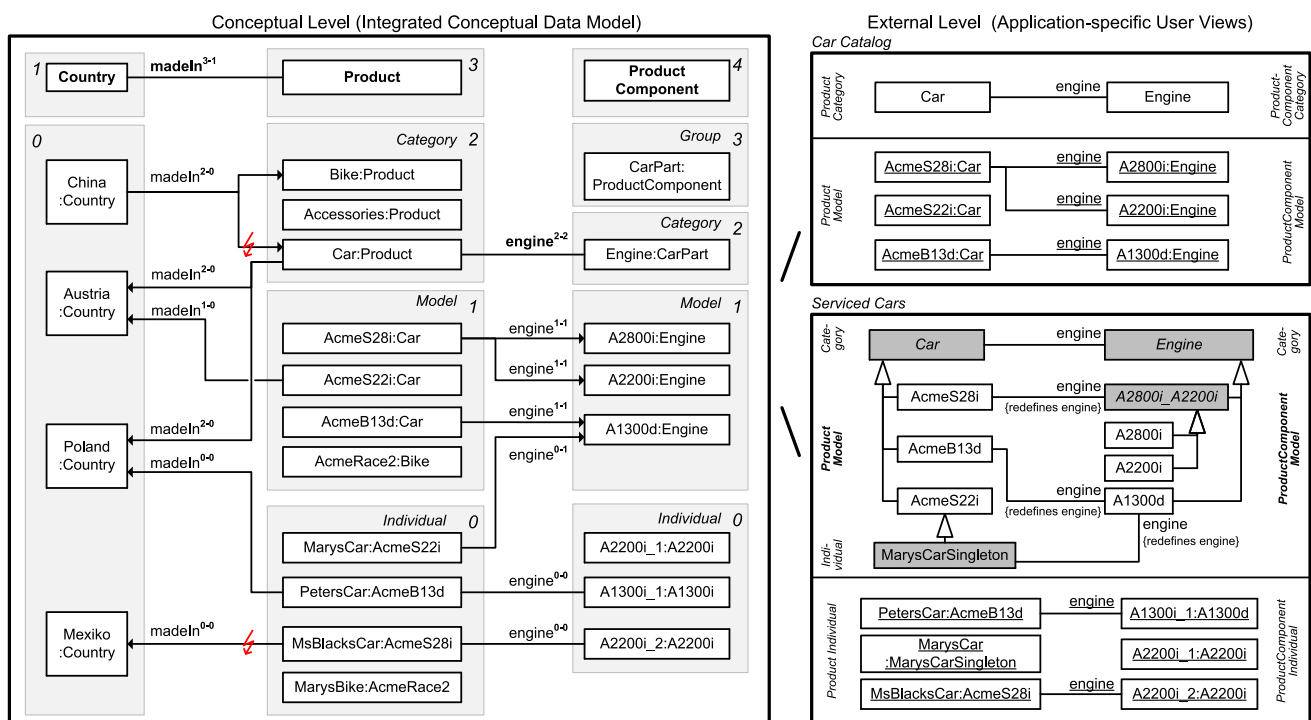 Conceptual Level (Integrated Conceptual Data Model)
1
Country
madeIn3-1
Product
3
Product
Component
4
0
China
:Country
madeIn2-0
Category
2
Bike:Product
Accessories:Product
Car:Product
Group
3
CarPart:
ProductComponent
engine2-2
Category
2
Engine:CarPart
Austria
:Country
madeIn2-0
madeIn1-0
Model
1
AcmeS28i:Car
AcmeS22i:Car
AcmeB13d:Car
AcmeRace2:Bike
engine1-1
engine1-1
engine1-1
engine0-1
Model
1
A2800i:Engine
A2200i:Engine
A1300d:Engine
Poland
:Country
madeIn2-0
madeIn0-0
Individual
0
MarysCar:AcmeS22i
PetersCar:AcmeB13d
MsBlacksCar:AcmeS28i
MarysBike:AcmeRace2
engine0-0
engine0-0
Individual
0
A2200i_1:A2200i
A1300i_1:A1300i
A2200i_2:A2200i
Mexiko
:Country
madeIn0-0
External Level (Application-specific User Views)
Car Catalog
Product
Category
Car
engine
Engine
Product-
Component
Category
Product
Model
AcmeS28i:Car
engine
A2800i:Engine
AcmeS22i:Car
engine
A2200i:Engine
AcmeB13d:Car
engine
A1300d:Engine
ProductComponent
Model
Serviced Cars
Cate-
gory
Car
engine
Engine
Cate-
gory
Product
Model
AcmeS28i
engine
{redefines engine}
A2800i_A2200i
A2800i
AcmeB13d
A2200i
AcmeS22i
engine
{redefines engine}
A1300d
engine
{redefines engine}
ProductComponent
Model
Indi-
vidual
MarysCarSingleton
Product Individual
PetersCar:AcmeB13d
engine
A1300i_1:A1300d
MarysCar
:MarysCarSingleton
A2200i_1:A2200i
MsBlacksCar:AcmeS28i
engine
A2200i_2:A2200i
ProductComponent
Individual